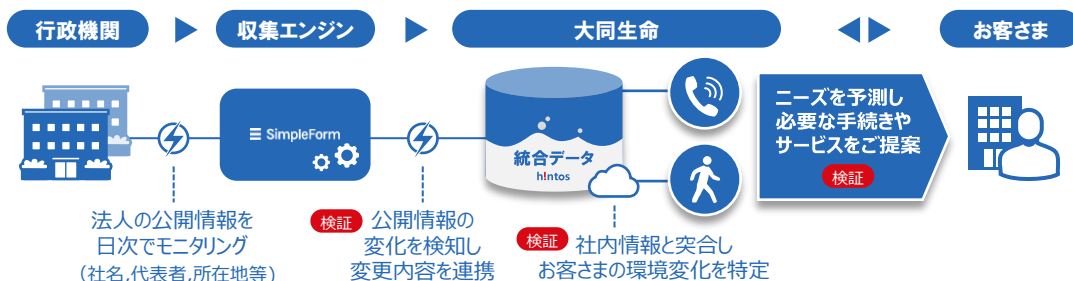 行政機関
収集エンジン
大同生命
お客さま
SimpleForm
統合データ
h!ntos
ニーズを予測し
必要な手続きや
サービスをご提案
検証
法人の公開情報を
日次でモニタリング
（社名,代表者,所在地等）
検証
公開情報の
変化を検知し
変更内容を連携
検証
社内情報と突合し
お客さまの環境変化を特定